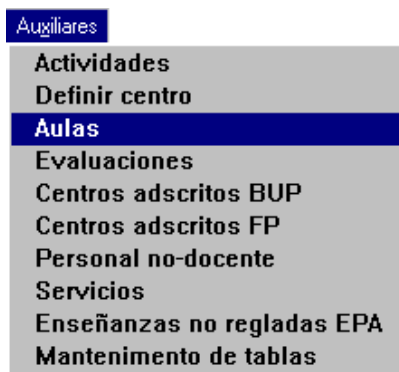 Auxiliares
Actividades
Definir centro
Aulas
Evaluaciones
Centros adscritos BUP
Centros adscritos FP
Personal no-docente
Servicios
Enseñanzas no regladas EPA
Mantenimento de tablas